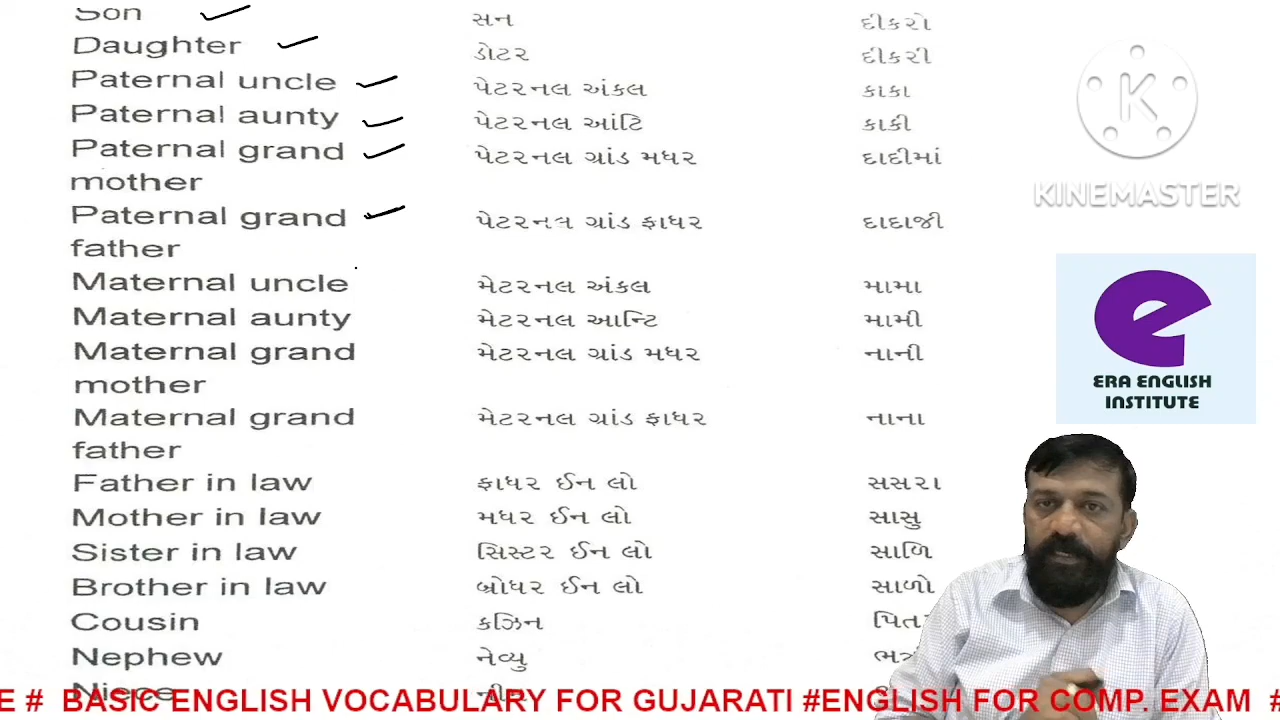 Son સન દીકરો
Daughter ડોટર દીકરી
Paternal uncle પેટરનલ અંકલ કાકા
Paternal aunty પેટરનલ આંટિ કાકી
Paternal grand પેટરનલ ગ્રાંડ મધર દાદીમાં
mother
Paternal grand પેટરનલ ગ્રાંડ ફાધર દાદાજી
father
Maternal uncle મેટરનલ અંકલ મામા
Maternal aunty મેટરનલ આન્ટિ મામી
Maternal grand મેટરનલ ગ્રાંડ મધર નાની
mother
Maternal grand મેટરનલ ગ્રાંડ ફાધર નાના
father
Father in law ફાધર ઈન લો સસરા
Mother in law મધર ઈન લો સાસુ
Sister in law સિસ્ટર ઈન લો સાળિ
Brother in law બ્રોધર ઈન લો સાળો
Cousin કઝિન
Nephew નેવ્યુ
Niece
KINEMASTER
ERA ENGLISH
INSTITUTE
E # BASIC ENGLISH VOCABULARY FOR GUJARATI #ENGLISH FOR COMP. EXAM #